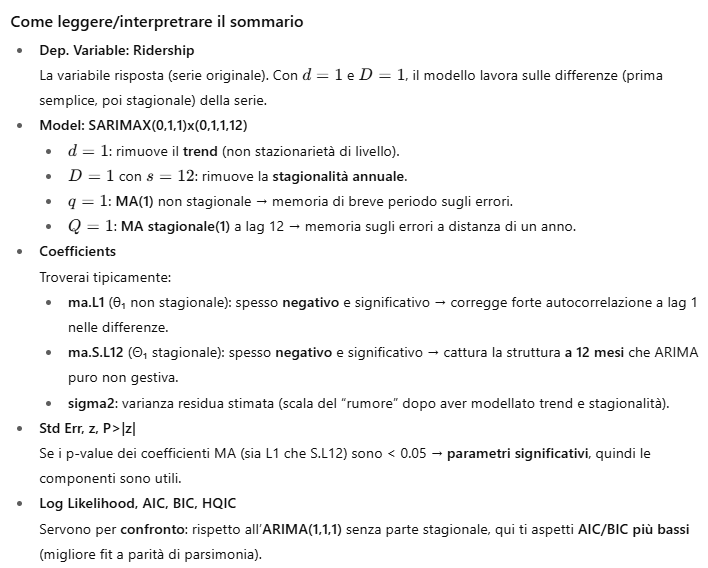 Come leggere/interpretrare il sommario
• Dep. Variable: Ridership
La variabile risposta (serie originale). Con d = 1 e D = 1, il modello lavora sulle differenze (prima
semplice, poi stagionale) della serie.
• Model: SARIMAX(0,1,1)x(0,1,1,12)
• d = 1: rimuove il trend (non stazionarietà di livello).
• D = 1 con s = 12: rimuove la stagionalità annuale.
• q = 1: MA(1) non stagionale → memoria di breve periodo sugli errori.
• Q = 1: MA stagionale(1) a lag 12 → memoria sugli errori a distanza di un anno.
• Coefficients
Troverai tipicamente:
• ma.L1 (θ₁ non stagionale): spesso negativo e significativo → corregge forte autocorrelazione a lag 1
nelle differenze.
• ma.S.L12 (Θ₁ stagionale): spesso negativo e significativo → cattura la struttura a 12 mesi che ARIMA
puro non gestiva.
• sigma2: varianza residua stimata (scala del “rumore” dopo aver modellato trend e stagionalità).
• Std Err, z, P>|z|
Se i p-value dei coefficienti MA (sia L1 che S.L12) sono < 0.05 → parametri significativi, quindi le
componenti sono utili.
• Log Likelihood, AIC, BIC, HQIC
Servono per confronto: rispetto all’ARIMA(1,1,1) senza parte stagionale, qui ti aspetti AIC/BIC più bassi
(migliore fit a parità di parsimonia).